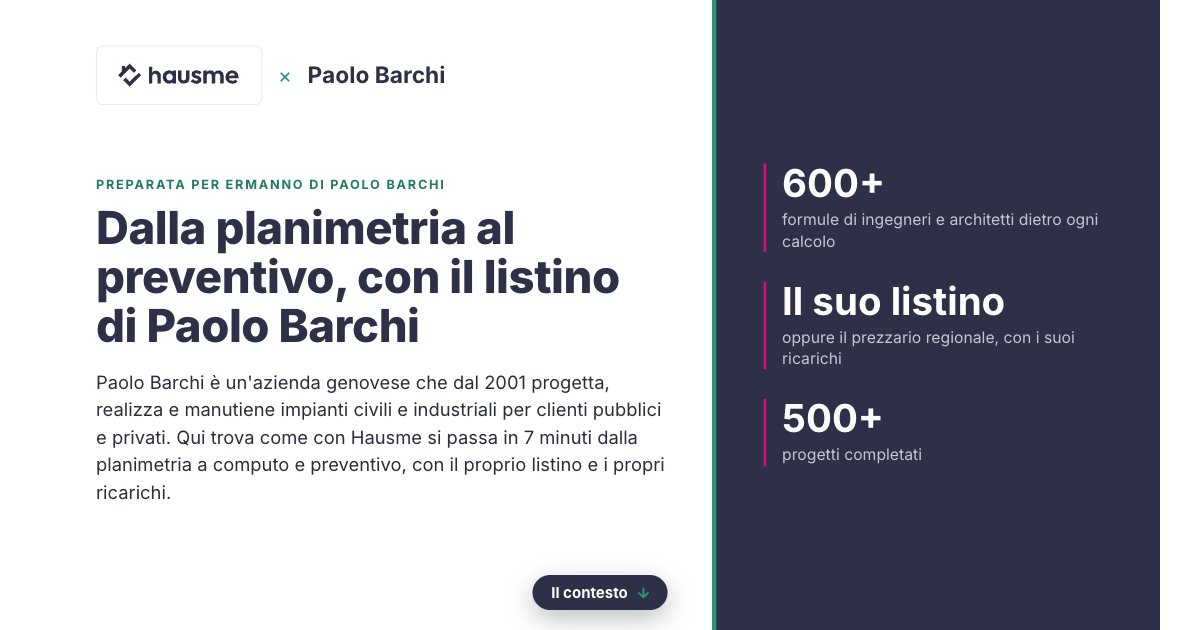 hausme × Paolo Barchi
PREPARATA PER ERMANNO DI PAOLO BARCHI
Dalla planimetria al
preventivo, con il listino
di Paolo Barchi
Paolo Barchi è un'azienda genovese che dal 2001 progetta,
realizza e manutiene impianti civili e industriali per clienti pubblici
e privati. Qui trova come con Hausme si passa in 7 minuti dalla
planimetria a computo e preventivo, con il proprio listino e i propri
ricarichi.
Il contesto ↓
600+
formule di ingegneri e architetti dietro ogni
calcolo
Il suo listino
oppure il prezzario regionale, con i suoi
ricarichi
500+
progetti completati